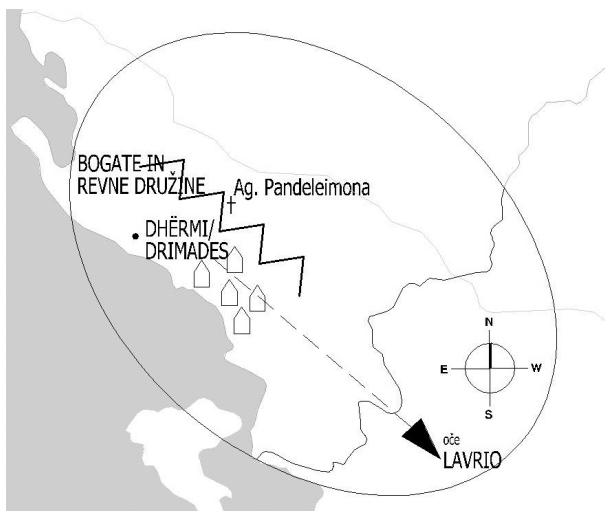 BOGATE IN
REVNE DRUŽINE
Ag. Pandeleimona
DHËRMI/
DRIMADES
N
E
W
S
oče
LAVRIO